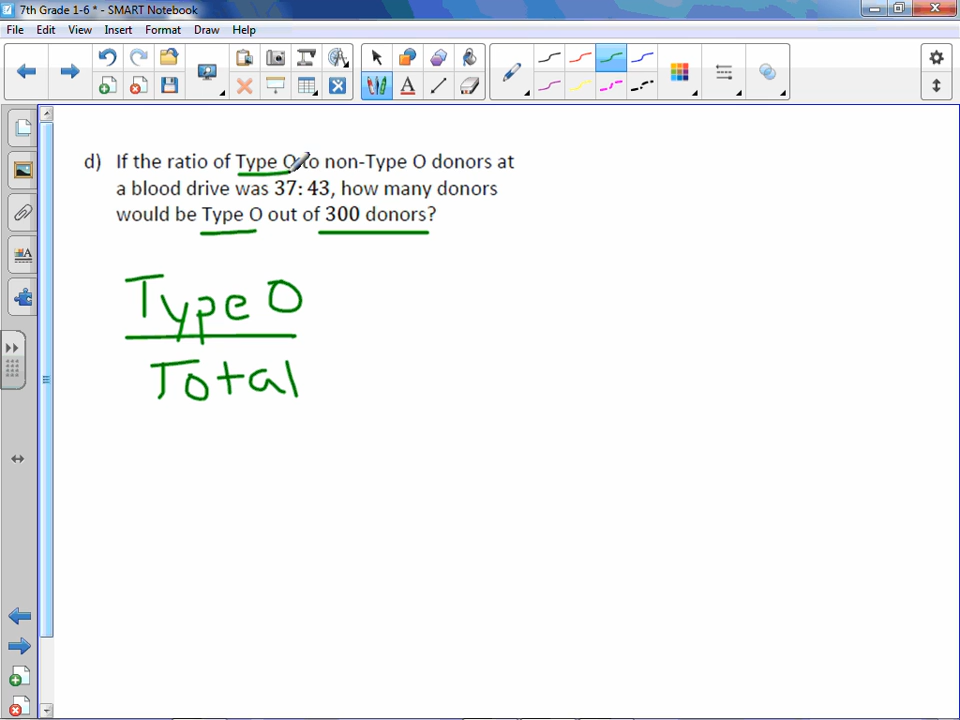 7th Grade 1-6 * - SMART Notebook
File Edit View Insert Format Draw Help
d) If the ratio of Type O to non-Type O donors at
a blood drive was 37: 43, how many donors
would be Type O out of 300 donors?
Type O
Total